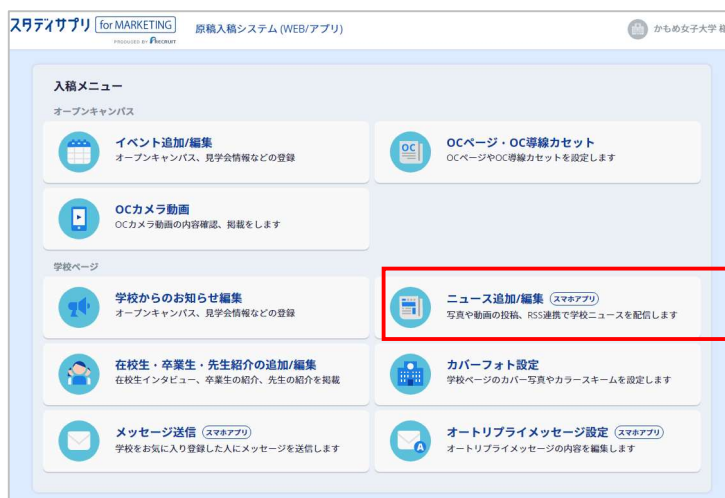 スタディサプリ for MARKETING
PRODUCED BY RECRUIT
原稿入稿システム (WEB/アプリ)
かもめ女子大学 様
入稿メニュー
オープンキャンパス
イベント追加/編集
オープンキャンパス、見学会情報などの登録
OC
OCページ・OC導線カセット
OCページやOC導線カセットを設定します
OCカメラ動画
OCカメラ動画の内容確認、掲載をします
学校ページ
学校からのお知らせ編集
オープンキャンパス、見学会情報などの登録
ニュース追加/編集 スマホアプリ
写真や動画の投稿、RSS連携で学校ニュースを配信します
在校生・卒業生・先生紹介の追加/編集
在校生インタビュー、卒業生の紹介、先生の紹介を掲載
カバーフォト設定
学校ページのカバー写真やカラースキームを設定します
メッセージ送信 スマホアプリ
学校をお気に入り登録した人にメッセージを送信します
A
オートリプライメッセージ設定 スマホアプリ
オートリプライメッセージの内容を編集します